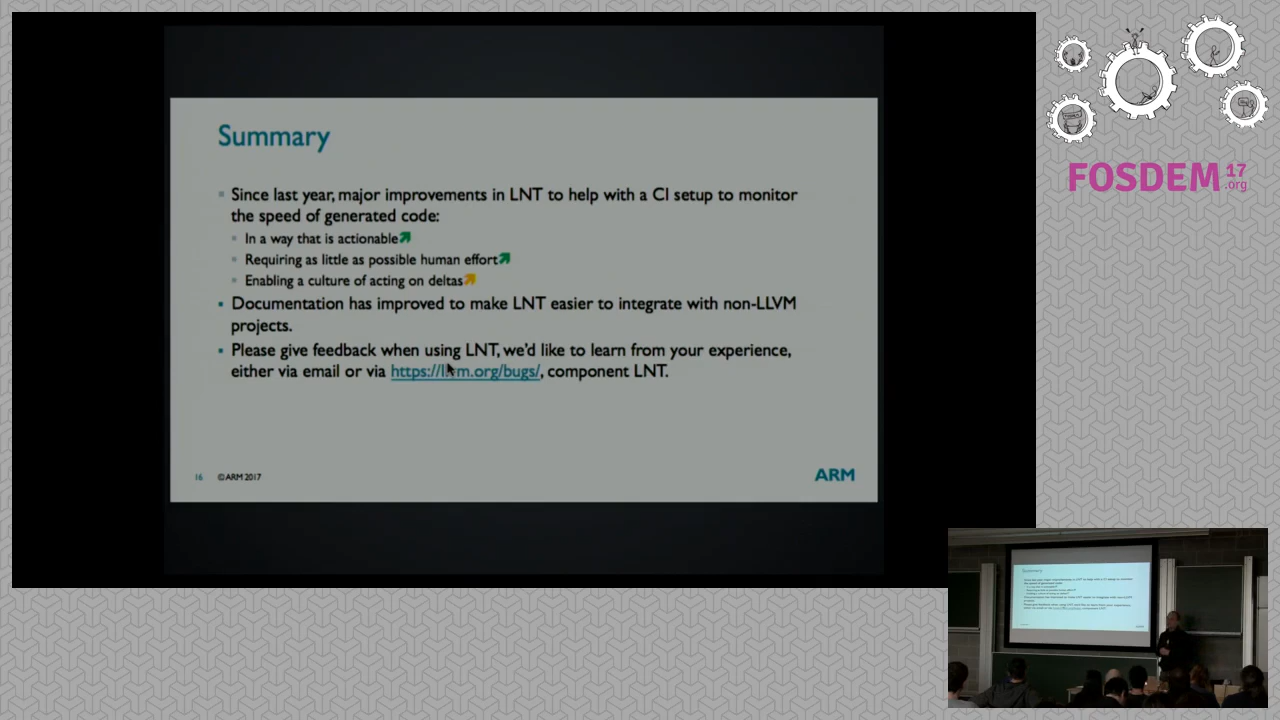 Summary
Since last year, major improvements in LNT to help with a CI setup to monitor
the speed of generated code:
In a way that is actionable
Requiring as little as possible human effort
Enabling a culture of acting on deltas
Documentation has improved to make LNT easier to integrate with non-LLVM
projects.
Please give feedback when using LNT, we'd like to learn from your experience,
either via email or via https://llvm.org/bugs/, component LNT.
16 ©ARM 2017
ARM
FOSDEM 17
.org
Summary